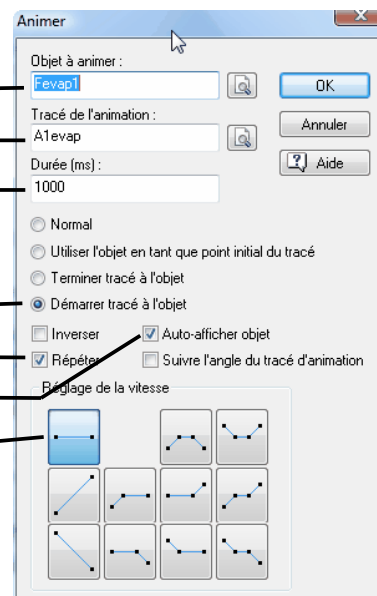 Animer
Objet à animer :
Fevap1
OK
Tracé de l'animation :
A1evap
Annuler
Durée (ms) :
Aide
1000
Normal
Utiliser l'objet en tant que point initial du tracé
Terminer tracé à l'objet
Démarrer tracé à l'objet
Inverser
Auto-afficher objet
Répéter
Suivre l'angle du tracé d'animation
Réglage de la vitesse